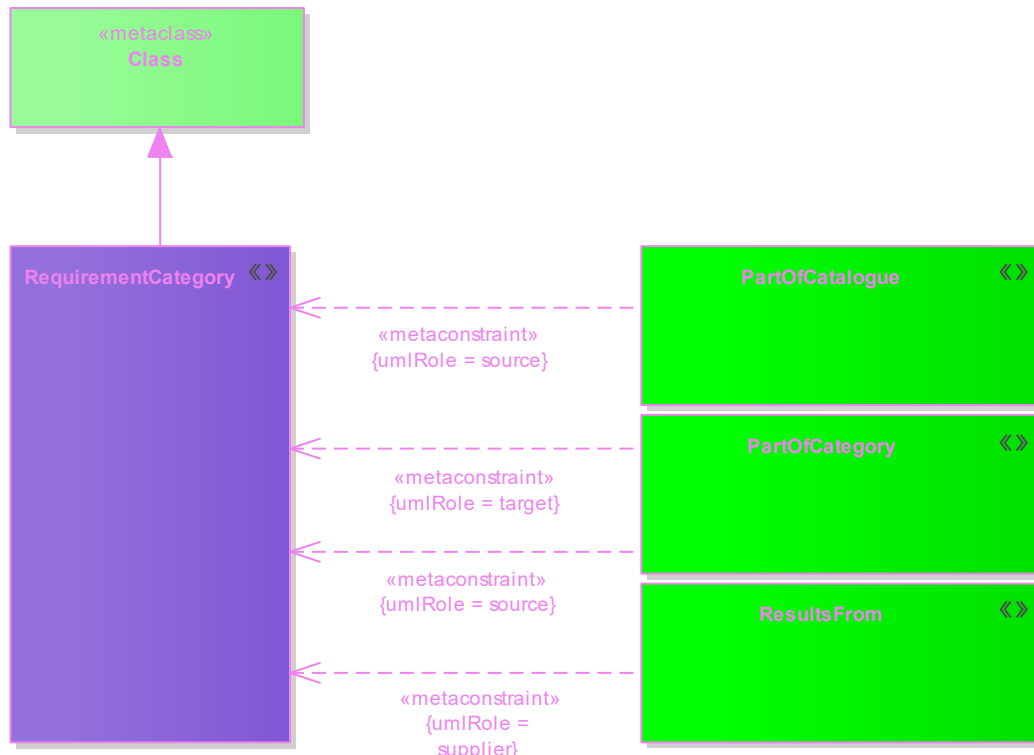 «metaclass»
Class
RequirementCategory
PartOfCatalogue
«metaconstraint»
{umlRole = source}
PartOfCategory
«metaconstraint»
{umlRole = target}
«metaconstraint»
{umlRole = source}
ResultsFrom
«metaconstraint»
{umlRole =
supplier}